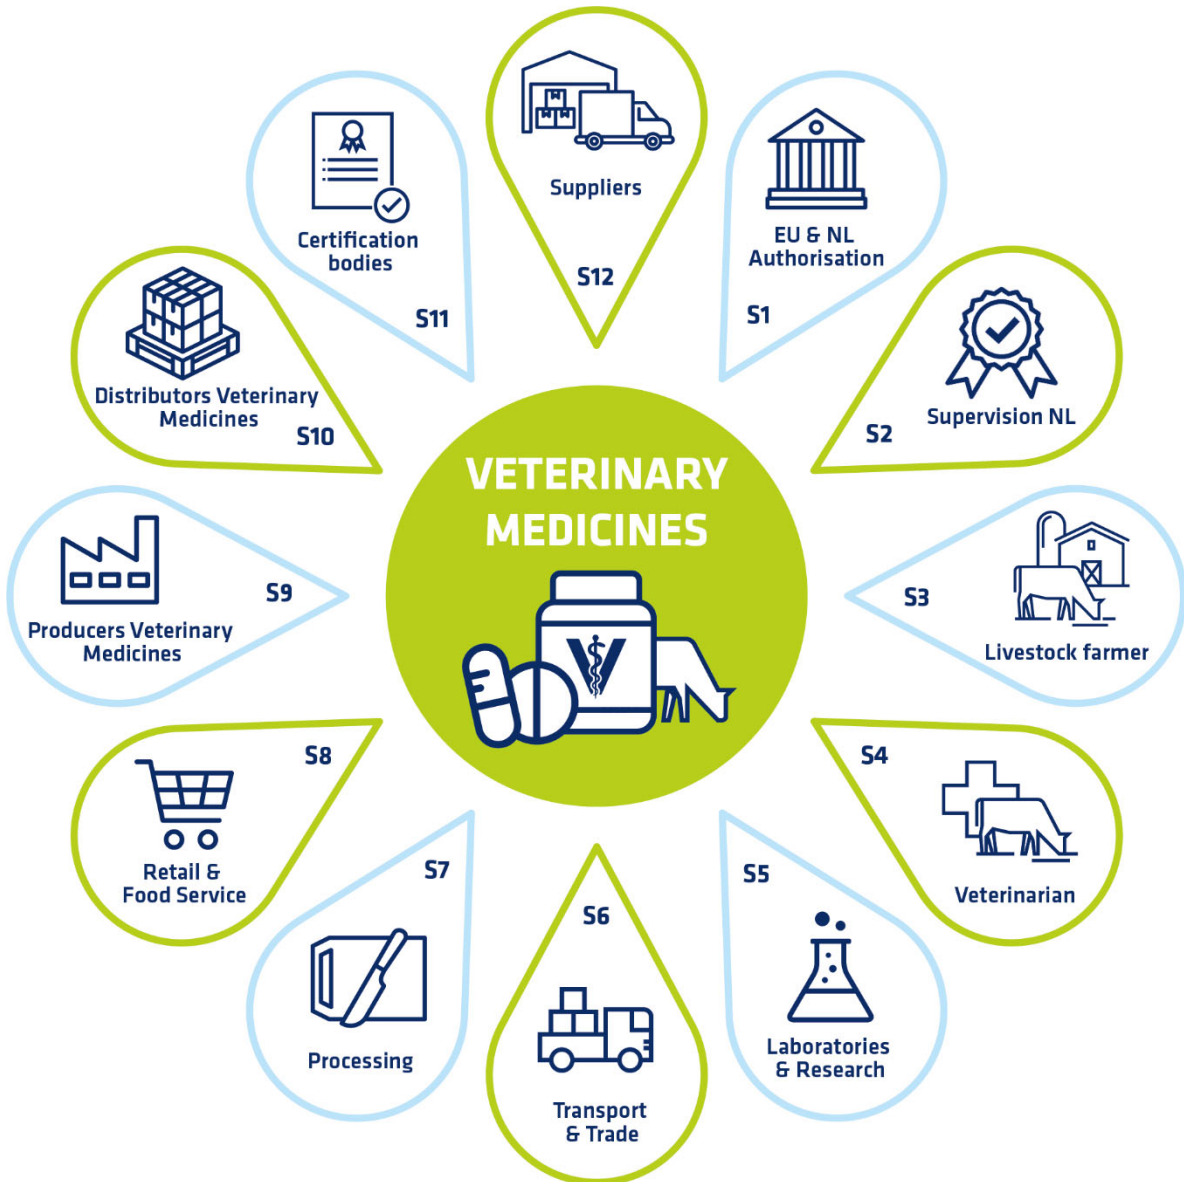 Suppliers
S12
EU & NL
Authorisation
S1
Supervision NL
S2
Livestock farmer
S3
Veterinarian
S4
Laboratories
& Research
S5
Transport
& Trade
S6
Processing
S7
Retail &
Food Service
S8
Producers Veterinary
Medicines
S9
Distributors Veterinary
Medicines
S10
Certification
bodies
S11
VETERINARY
MEDICINES
V